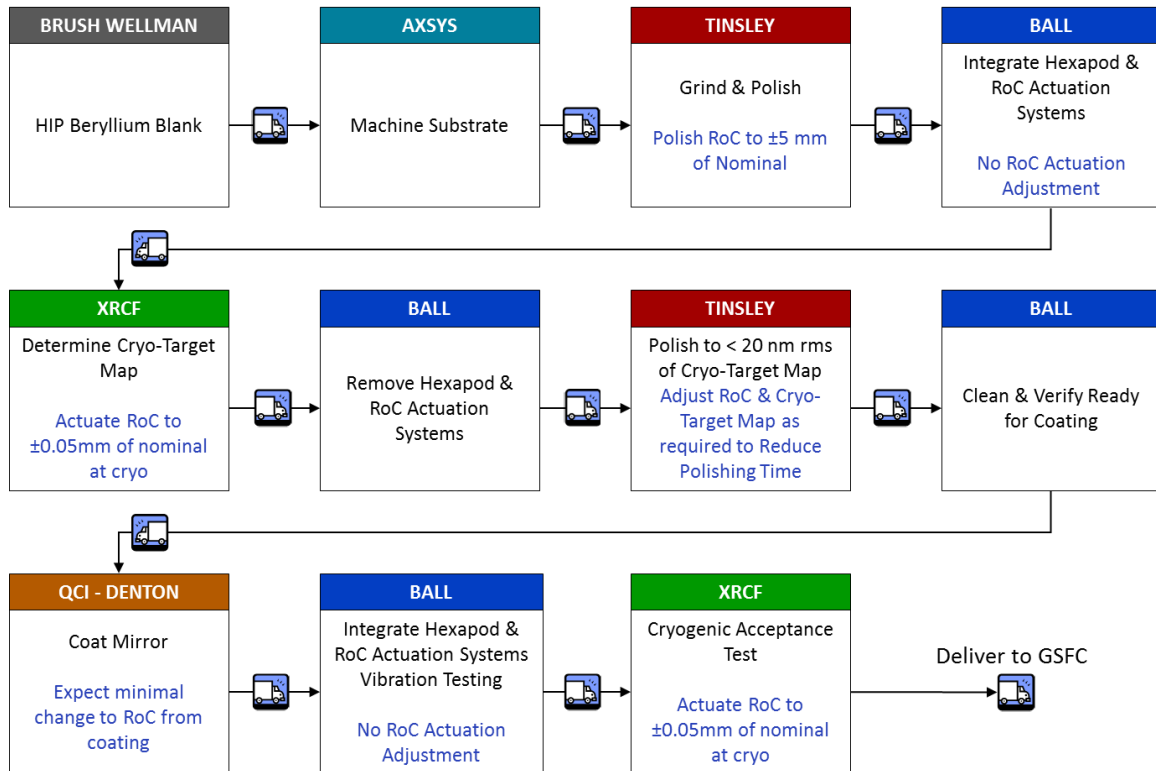 BRUSH WELLMAN
HIP Beryllium Blank
AXSYS
Machine Substrate
TINSLEY
Grind & Polish
Polish RoC to ±5 mm
of Nominal
BALL
Integrate Hexapod &
RoC Actuation
Systems
No RoC Actuation
Adjustment
XRCF
Determine Cryo-Target
Map
Actuate RoC to
±0.05mm of nominal
at cryo
BALL
Remove Hexapod &
RoC Actuation
Systems
TINSLEY
Polish to < 20 nm rms
of Cryo-Target Map
Adjust RoC & Cryo-
Target Map as
required to Reduce
Polishing Time
BALL
Clean & Verify Ready
for Coating
QCI - DENTON
Coat Mirror
Expect minimal
change to RoC from
coating
BALL
Integrate Hexapod &
RoC Actuation Systems
Vibration Testing
No RoC Actuation
Adjustment
XRCF
Cryogenic Acceptance
Test
Actuate RoC to
±0.05mm of nominal
at cryo
Deliver to GSFC